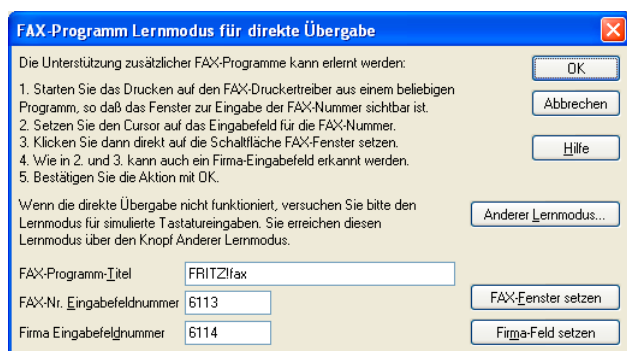 FAX-Programm Lernmodus für direkte Übergabe
Die Unterstützung zusätzlicher FAX-Programme kann erlernt werden:
1. Starten Sie das Drucken auf den FAX-Druckertreiber aus einem beliebigen
Programm, so daß das Fenster zur Eingabe der FAX-Nummer sichtbar ist.
2. Setzen Sie den Cursor auf das Eingabefeld für die FAX-Nummer.
3. Klicken Sie dann direkt auf die Schaltfläche FAX-Fenster setzen.
4. Wie in 2. und 3. kann auch ein Firma-Eingabefeld erkannt werden.
5. Bestätigen Sie die Aktion mit OK.
Wenn die direkte Übergabe nicht funktioniert, versuchen Sie bitte den
Lernmodus für simulierte Tastatureingaben. Sie erreichen diesen
Lernmodus über den Knopf Anderer Lernmodus.
OK
Abbrechen
Hilfe
Anderer Lernmodus...
FAX-Programm-Titel FRITZ!fax
FAX-Nr. Eingabefeldnummer 6113 FAX-Fenster setzen
Firma Eingabefeldnummer 6114 Firma-Feld setzen